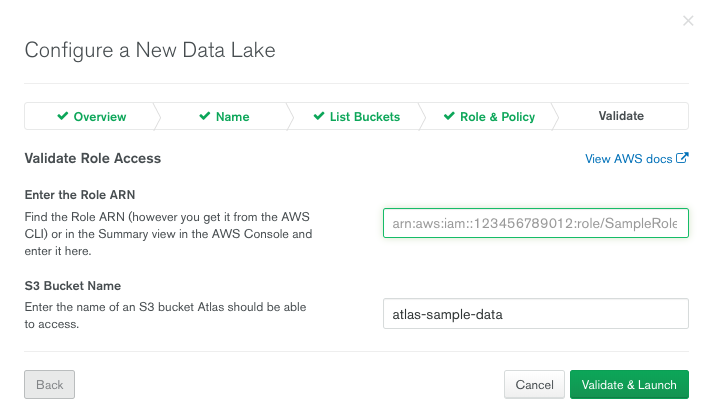 Configure a New Data Lake
Overview
Name
List Buckets
Role & Policy
Validate
Validate Role Access
View AWS docs
Enter the Role ARN
Find the Role ARN (however you get it from the AWS
CLI) or in the Summary view in the AWS Console and
enter it here.
arn:aws:iam::123456789012:role/SampleRole
S3 Bucket Name
Enter the name of an S3 bucket Atlas should be able
to access.
atlas-sample-data
Back
Cancel
Validate & Launch